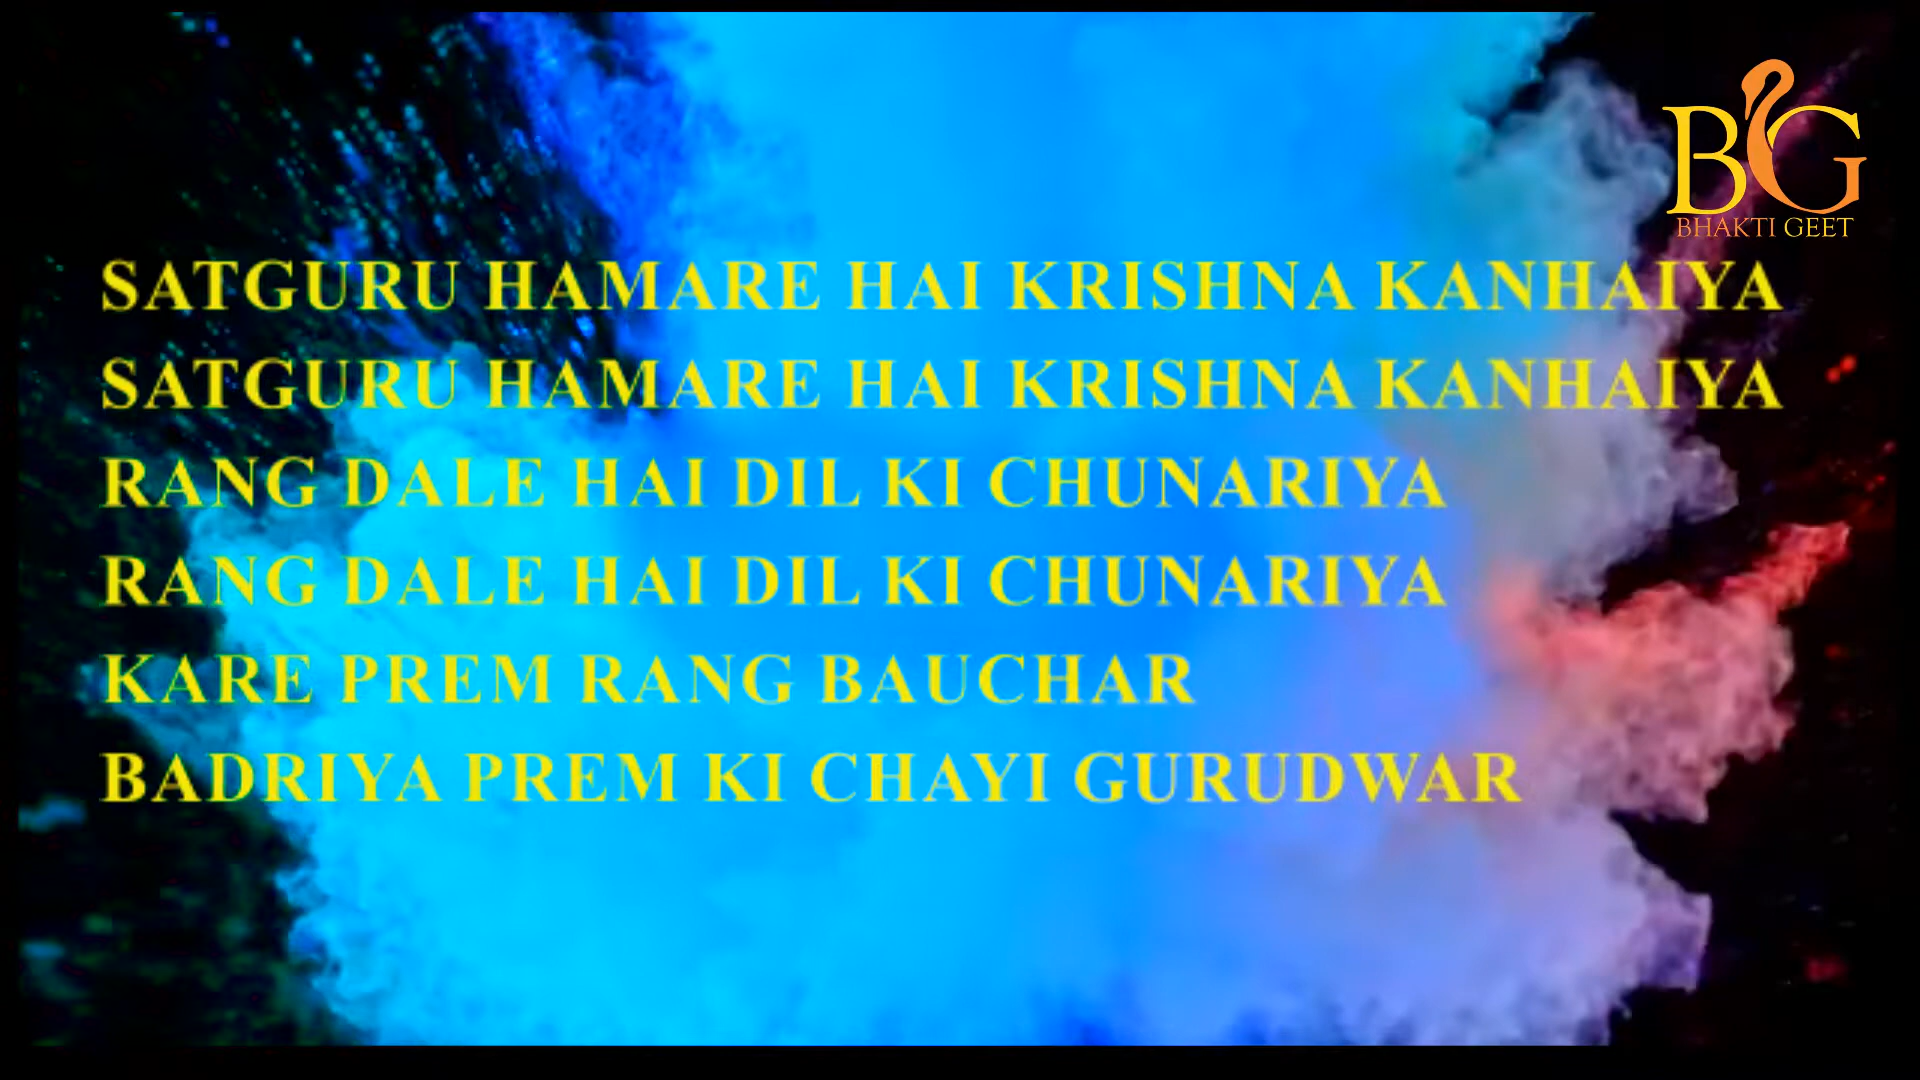 BG
BHAKTI GEET
SATGURU HAMARE HAI KRISHNA KANHAIYA
SATGURU HAMARE HAI KRISHNA KANHAIYA
RANG DALE HAI DIL KI CHUNARIYA
RANG DALE HAI DIL KI CHUNARIYA
KARE PREM RANG BAUCHAR
BADRIYA PREM KI CHAYI GURUDWAR